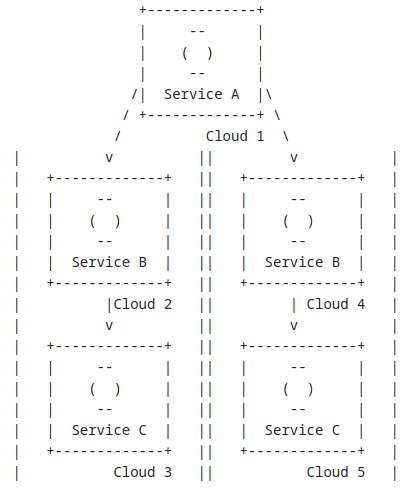 +-------------+
|     --      |
|    (  )     |
|     --      |
/|  Service A  |\
/ +-------------+ \
/          Cloud 1  \
|          v          ||         v           |
|   +-------------+   ||   +-------------+   |
|   |     --      |   ||   |     --      |   |
|   |    (  )     |   ||   |    (  )     |   |
|   |     --      |   ||   |     --      |   |
|   |  Service B  |   ||   |  Service B  |   |
|   +-------------+   ||   +-------------+   |
|          |Cloud 2   ||         | Cloud 4   |
|          v          ||         v           |
|   +-------------+   ||   +-------------+   |
|   |     --      |   ||   |     --      |   |
|   |    (  )     |   ||   |    (  )     |   |
|   |     --      |   ||   |     --      |   |
|   |  Service C  |   ||   |  Service C  |   |
|   +-------------+   ||   +-------------+   |
|           Cloud 3   ||           Cloud 5   |